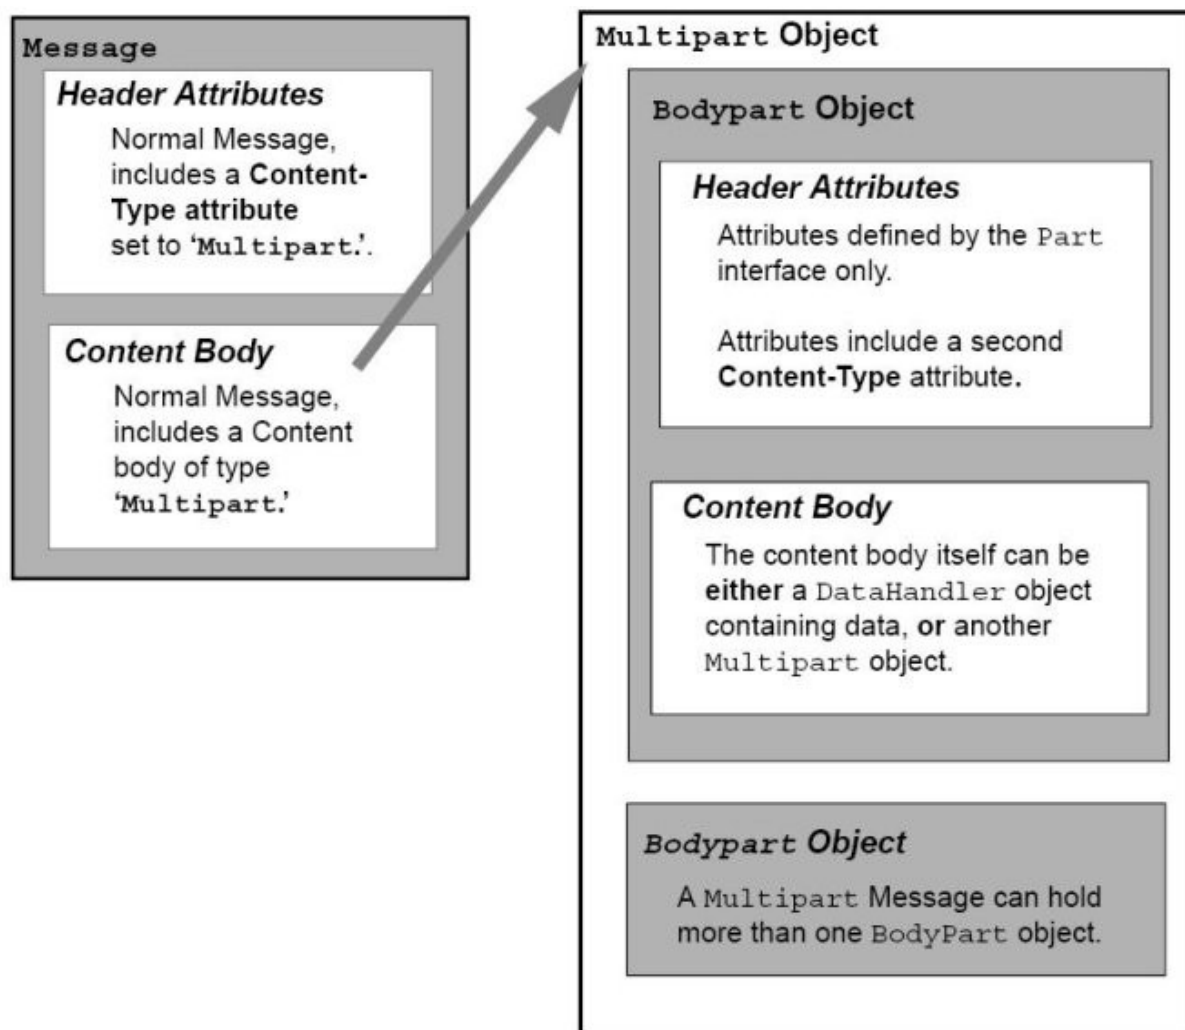 Message
Header Attributes
Normal Message,
includes a Content-
Type attribute
set to ‘Multipart.’.
Content Body
Normal Message,
includes a Content
body of type
‘Multipart.’
Multipart Object
Bodypart Object
Header Attributes
Attributes defined by the Part
interface only.
Attributes include a second
Content-Type attribute.
Content Body
The content body itself can be
either a DataHandler object
containing data, or another
Multipart object.
Bodypart Object
A Multipart Message can hold
more than one BodyPart object.